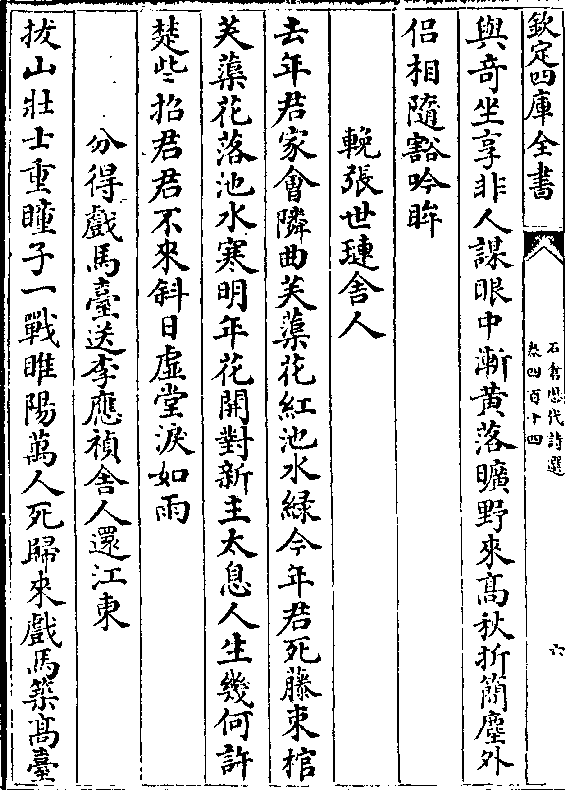 欽定四庫全書
石倉歷代詩選
卷四百十四
六
與奇坐享非人謀眼中漸黄落曠野來髙秋折簡塵外
侣相隨豁吟眸
輓張世璉舎人
去年君家會隣曲芙蕖花紅池水緑今年君死藤束棺
芙蕖花落池水寒明年花開對新主太息人生幾何許
楚些招君君不來斜日虚堂淚如雨
分得戲馬臺送李應禎舎人還江東
拔山壯士重瞳子一戰睢陽萬人死歸來戲馬築髙臺